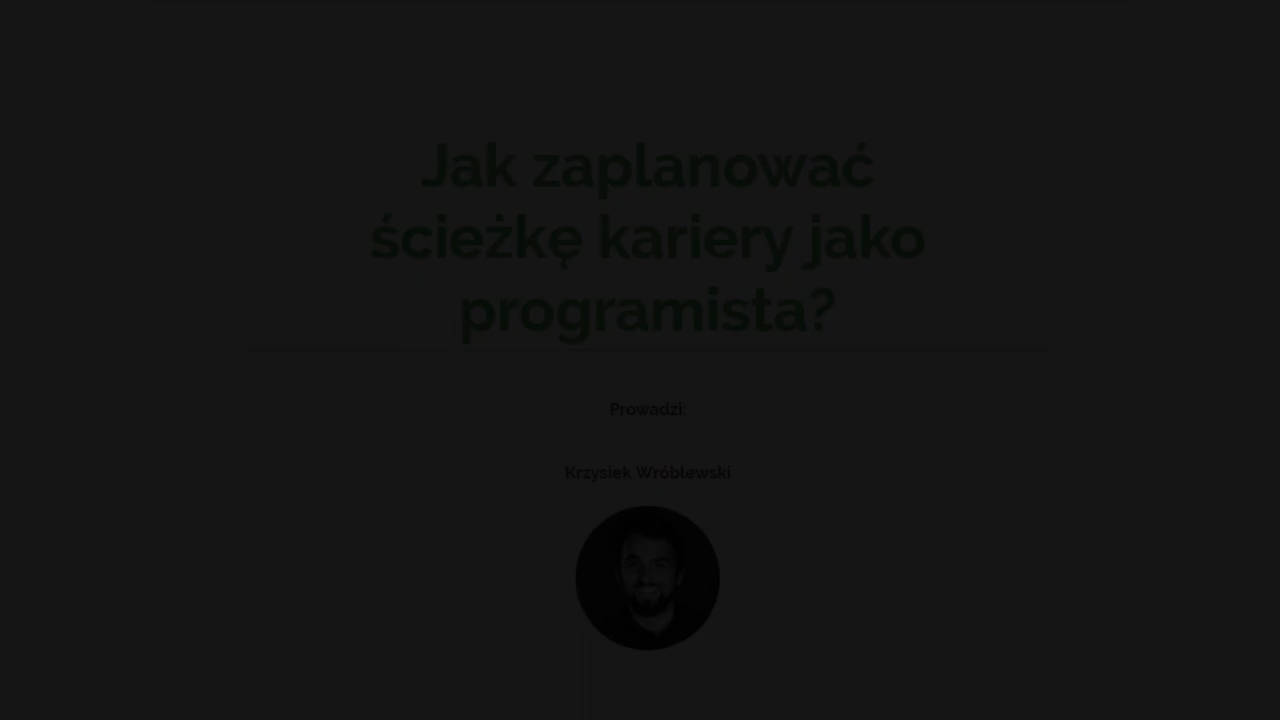 Jak zaplanować
ścieżkę kariery jako
programista?
Prowadzi:
Krzysiek Wróblewski